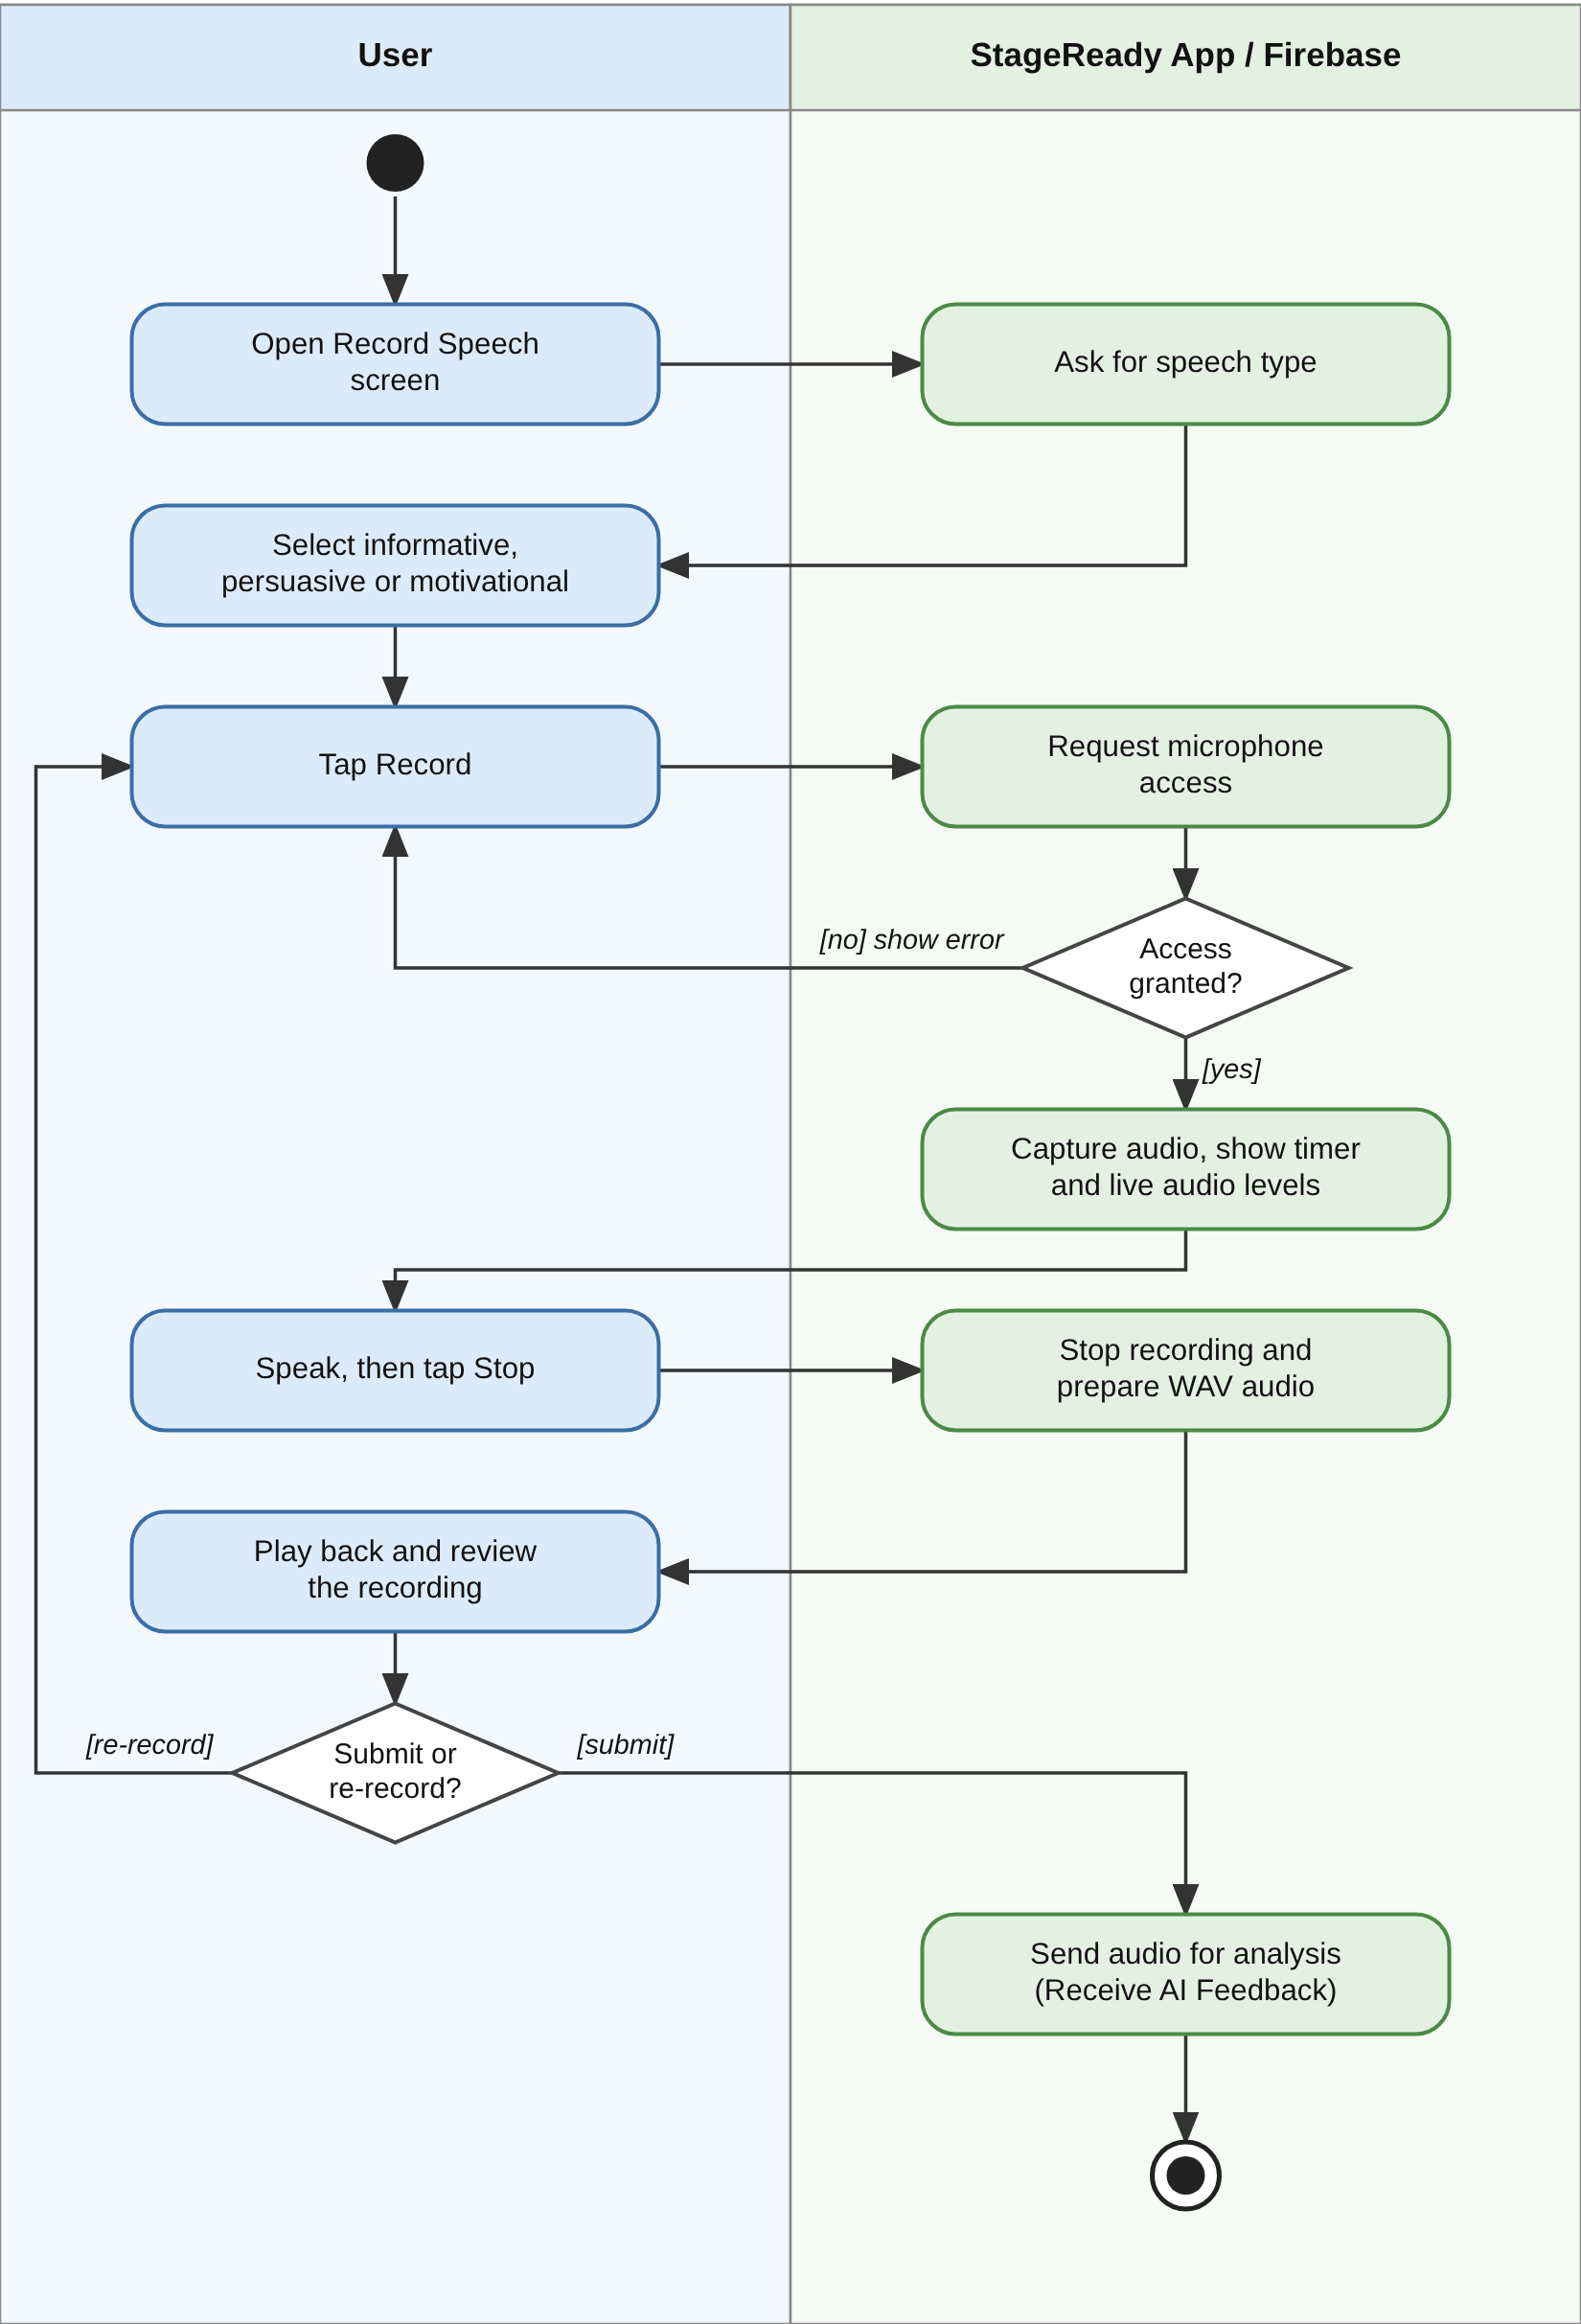 User
StageReady App / Firebase
Open Record Speech
screen
Ask for speech type
Select informative,
persuasive or motivational
Tap Record
Request microphone
access
[no] show error
Access
granted?
[yes]
Capture audio, show timer
and live audio levels
Speak, then tap Stop
Stop recording and
prepare WAV audio
Play back and review
the recording
[re-record]
Submit or
re-record?
[submit]
Send audio for analysis
(Receive AI Feedback)